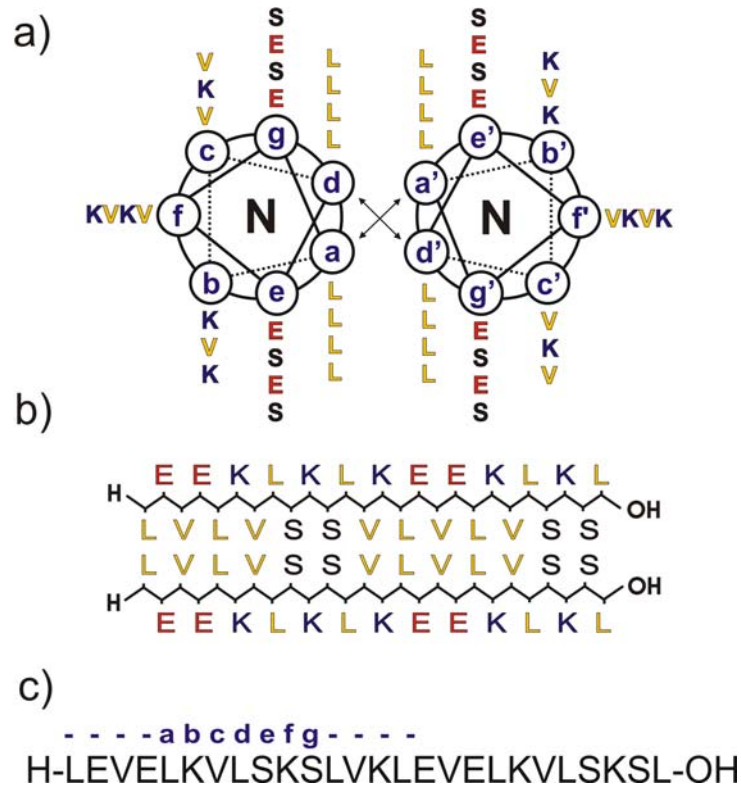 a)
S S
E E
V L L K
S S
K L L V
E E
V L L K
g e'
c b'
d a'
KVKV f N N f' VKVK
a d'
b c'
e g'
K E L L E V
V S L L S K
K E L L E V
S L L S
b)
E E K L K L K E E K L K L
H OH
L V L V S S V L V L V S S
L V L V S S V L V L V S S
H OH
E E K L K L K E E K L K L
c)
- - - - a b c d e f g - - - -
H-LEVELKVLSKSLVKLEVELKVLSKSL-OH